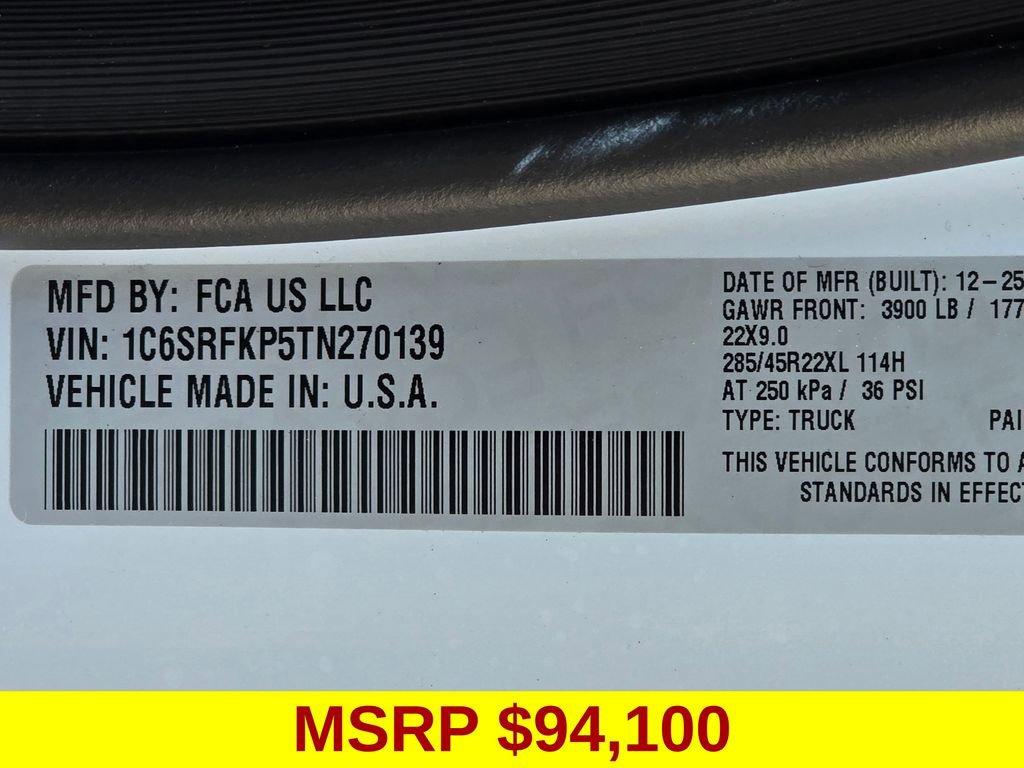 MFD BY: FCA US LLC
VIN: 1C6SRFKP5TN270139
VEHICLE MADE IN: U.S.A.
DATE OF MFR (BUILT): 12-25
GAWR FRONT: 3900 LB / 177
22X9.0
285/45R22XL 114H
AT 250 kPa / 36 PSI
TYPE: TRUCK PAI
THIS VEHICLE CONFORMS TO A
STANDARDS IN EFFECT
MSRP $94,100